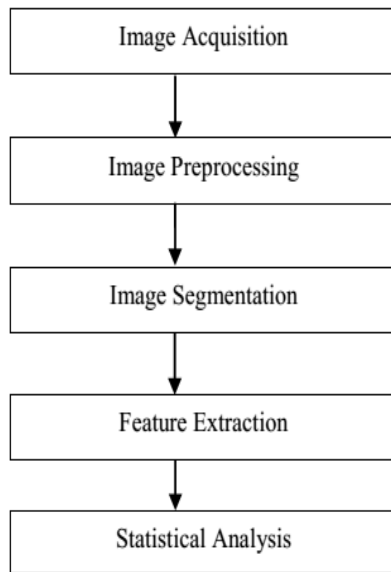 Image Acquisition
Image Preprocessing
Image Segmentation
Feature Extraction
Statistical Analysis